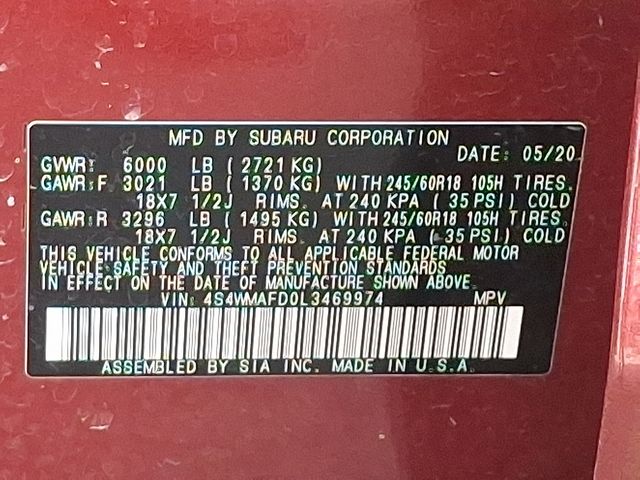 MFD BY SUBARU CORPORATION
GVWR: 6000 LB (2721 KG) DATE: 05/20
GAWR:F 3021 LB (1370 KG) WITH 245/60R18 105H TIRES.
18X7 1/2J RIMS. AT 240 KPA (35 PSI) COLD
GAWR:R 3296 LB (1495 KG) WITH 245/60R18 105H TIRES.
18X7 1/2J RIMS. AT 240 KPA (35 PSI) COLD
THIS VEHICLE CONFORMS TO ALL APPLICABLE FEDERAL MOTOR
VEHICLE SAFETY AND THEFT PREVENTION STANDARDS
IN EFFECT ON THE DATE OF MANUFACTURE SHOWN ABOVE.
VIN: 4S4WMAFD0L3469974 MPV
ASSEMBLED BY SIA INC. MADE IN U.S.A.